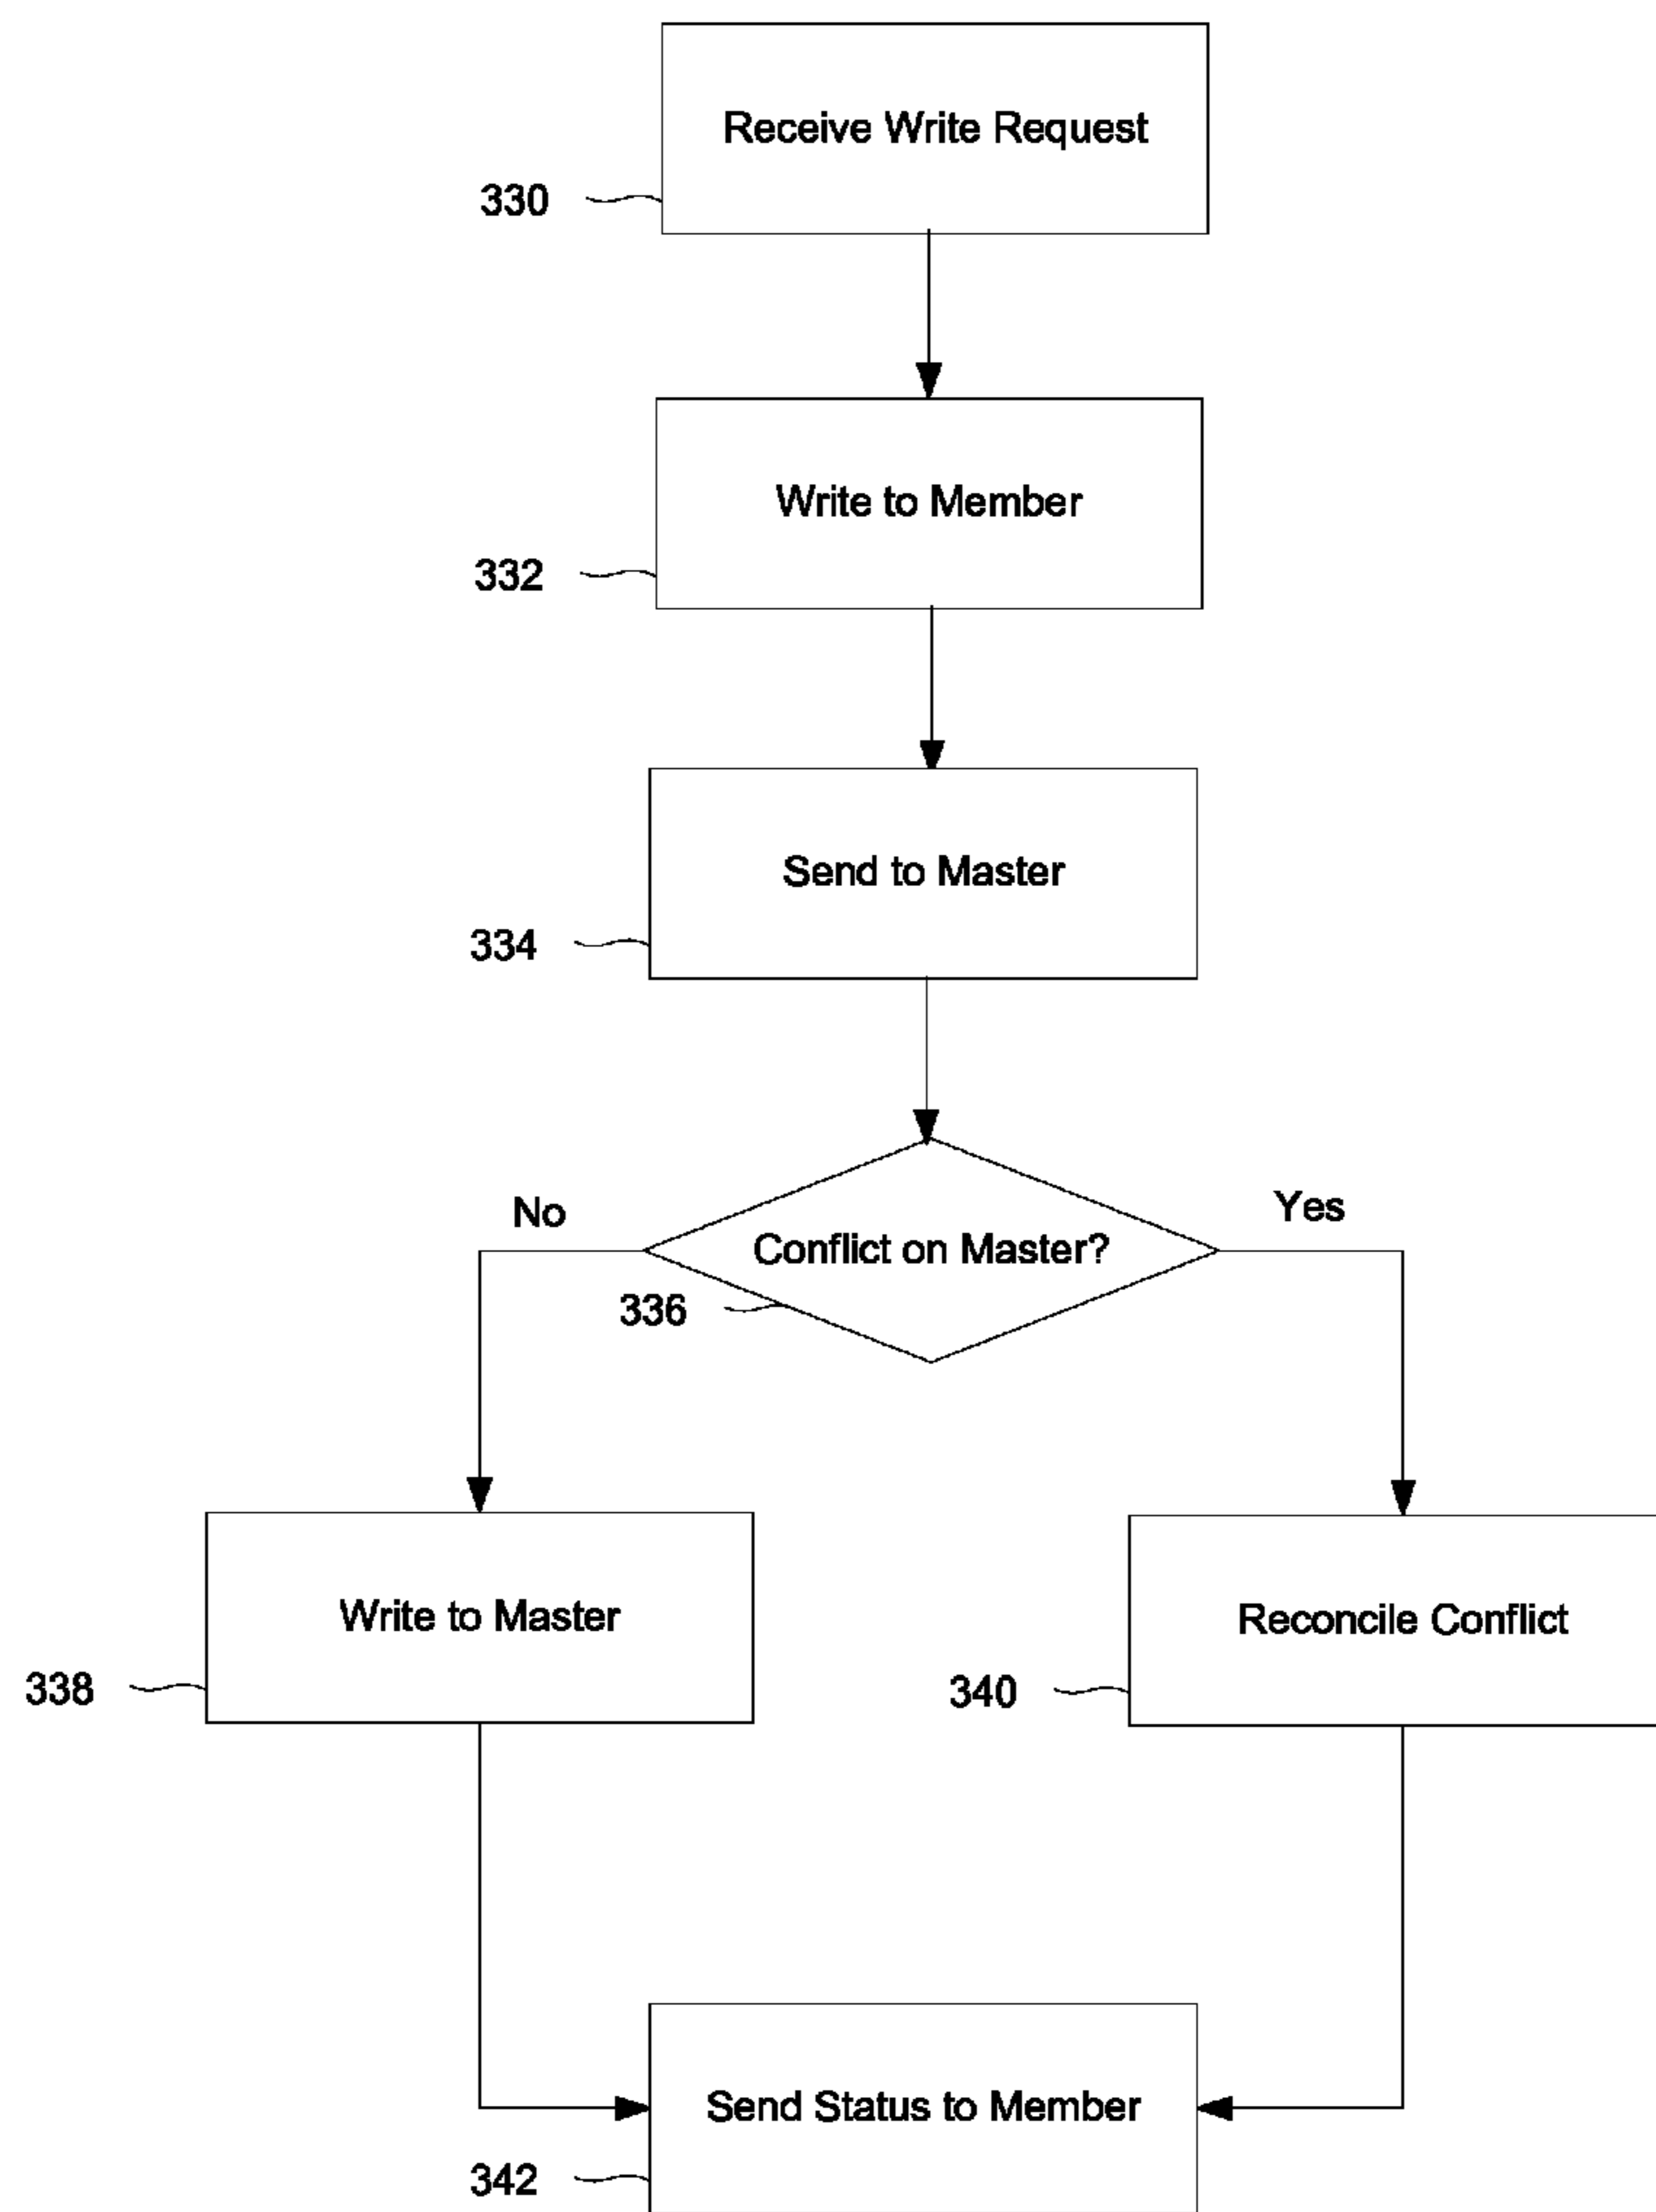 Receive Write Request
330
Write to Member
332
Send to Master
334
No
Yes
Conflict on Master?
336
Write to Master
338
Reconcile Conflict
340
Send Status to Member
342